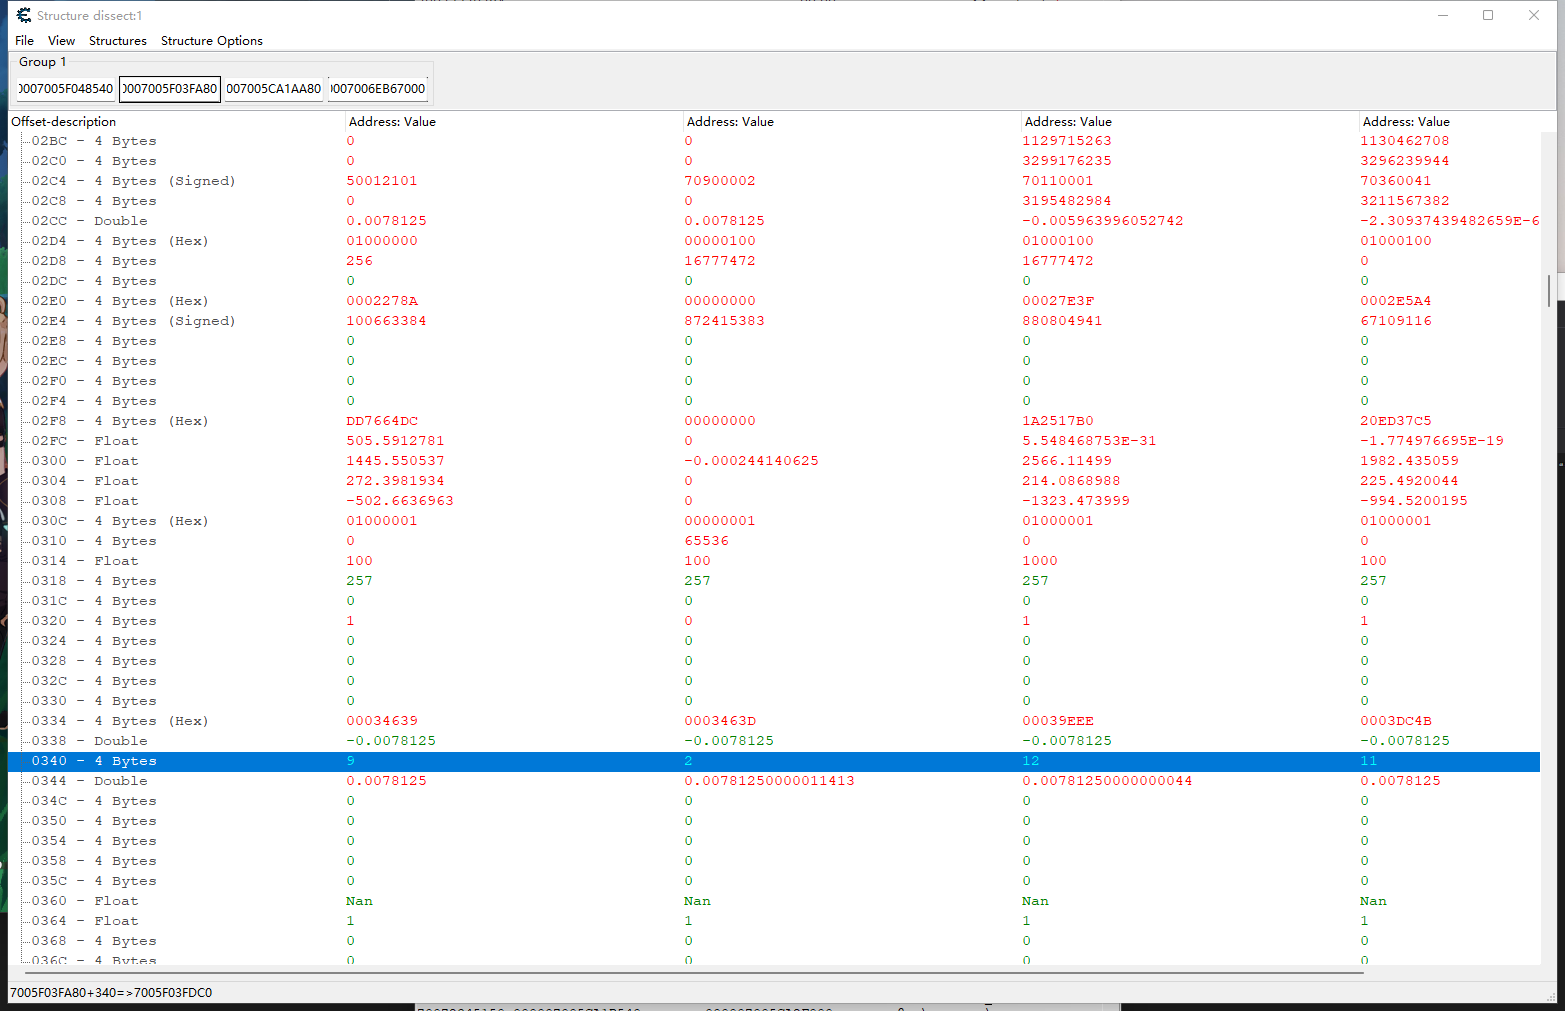 Structure dissect:1
File View Structures Structure Options
Group 1
0007005F048540 0007005F03FA80 007005CA1AA80 0007006EB67000
Offset-description Address: Value Address: Value Address: Value Address: Value
02BC - 4 Bytes 0 0 1129715263 1130462708
02C0 - 4 Bytes 0 0 3299176235 3296239944
02C4 - 4 Bytes (Signed) 50012101 70900002 70110001 70360041
02C8 - 4 Bytes 0 0 3195482984 3211567382
02CC - Double 0.0078125 0.0078125 -0.005963996052742 -2.30937439482659E-6
02D4 - 4 Bytes (Hex) 01000000 00000100 01000100 01000100
02D8 - 4 Bytes 256 16777472 16777472 0
02DC - 4 Bytes 0 0 0 0
02E0 - 4 Bytes (Hex) 0002278A 00000000 00027E3F 0002E5A4
02E4 - 4 Bytes (Signed) 100663384 872415383 880804941 67109116
02E8 - 4 Bytes 0 0 0 0
02EC - 4 Bytes 0 0 0 0
02F0 - 4 Bytes 0 0 0 0
02F4 - 4 Bytes 0 0 0 0
02F8 - 4 Bytes (Hex) DD7664DC 00000000 1A2517B0 20ED37C5
02FC - Float 505.5912781 0 5.548468753E-31 -1.774976695E-19
0300 - Float 1445.550537 -0.000244140625 2566.11499 1982.435059
0304 - Float 272.3981934 0 214.0868988 225.4920044
0308 - Float -502.6636963 0 -1323.473999 -994.5200195
030C - 4 Bytes (Hex) 01000001 00000001 01000001 01000001
0310 - 4 Bytes 0 65536 0 0
0314 - Float 100 100 1000 100
0318 - 4 Bytes 257 257 257 257
031C - 4 Bytes 0 0 0 0
0320 - 4 Bytes 1 0 1 1
0324 - 4 Bytes 0 0 0 0
0328 - 4 Bytes 0 0 0 0
032C - 4 Bytes 0 0 0 0
0330 - 4 Bytes 0 0 0 0
0334 - 4 Bytes (Hex) 00034639 0003463D 00039EEE 0003DC4B
0338 - Double -0.0078125 -0.0078125 -0.0078125 -0.0078125
0340 - 4 Bytes 9 2 12 11
0344 - Double 0.0078125 0.00781250000011413 0.00781250000000044 0.0078125
034C - 4 Bytes 0 0 0 0
0350 - 4 Bytes 0 0 0 0
0354 - 4 Bytes 0 0 0 0
0358 - 4 Bytes 0 0 0 0
035C - 4 Bytes 0 0 0 0
0360 - Float Nan Nan Nan Nan
0364 - Float 1 1 1 1
0368 - 4 Bytes 0 0 0 0
036C - 4 Bytes 0 0 0 0
7005F03FA80+340=>7005F03FDC0